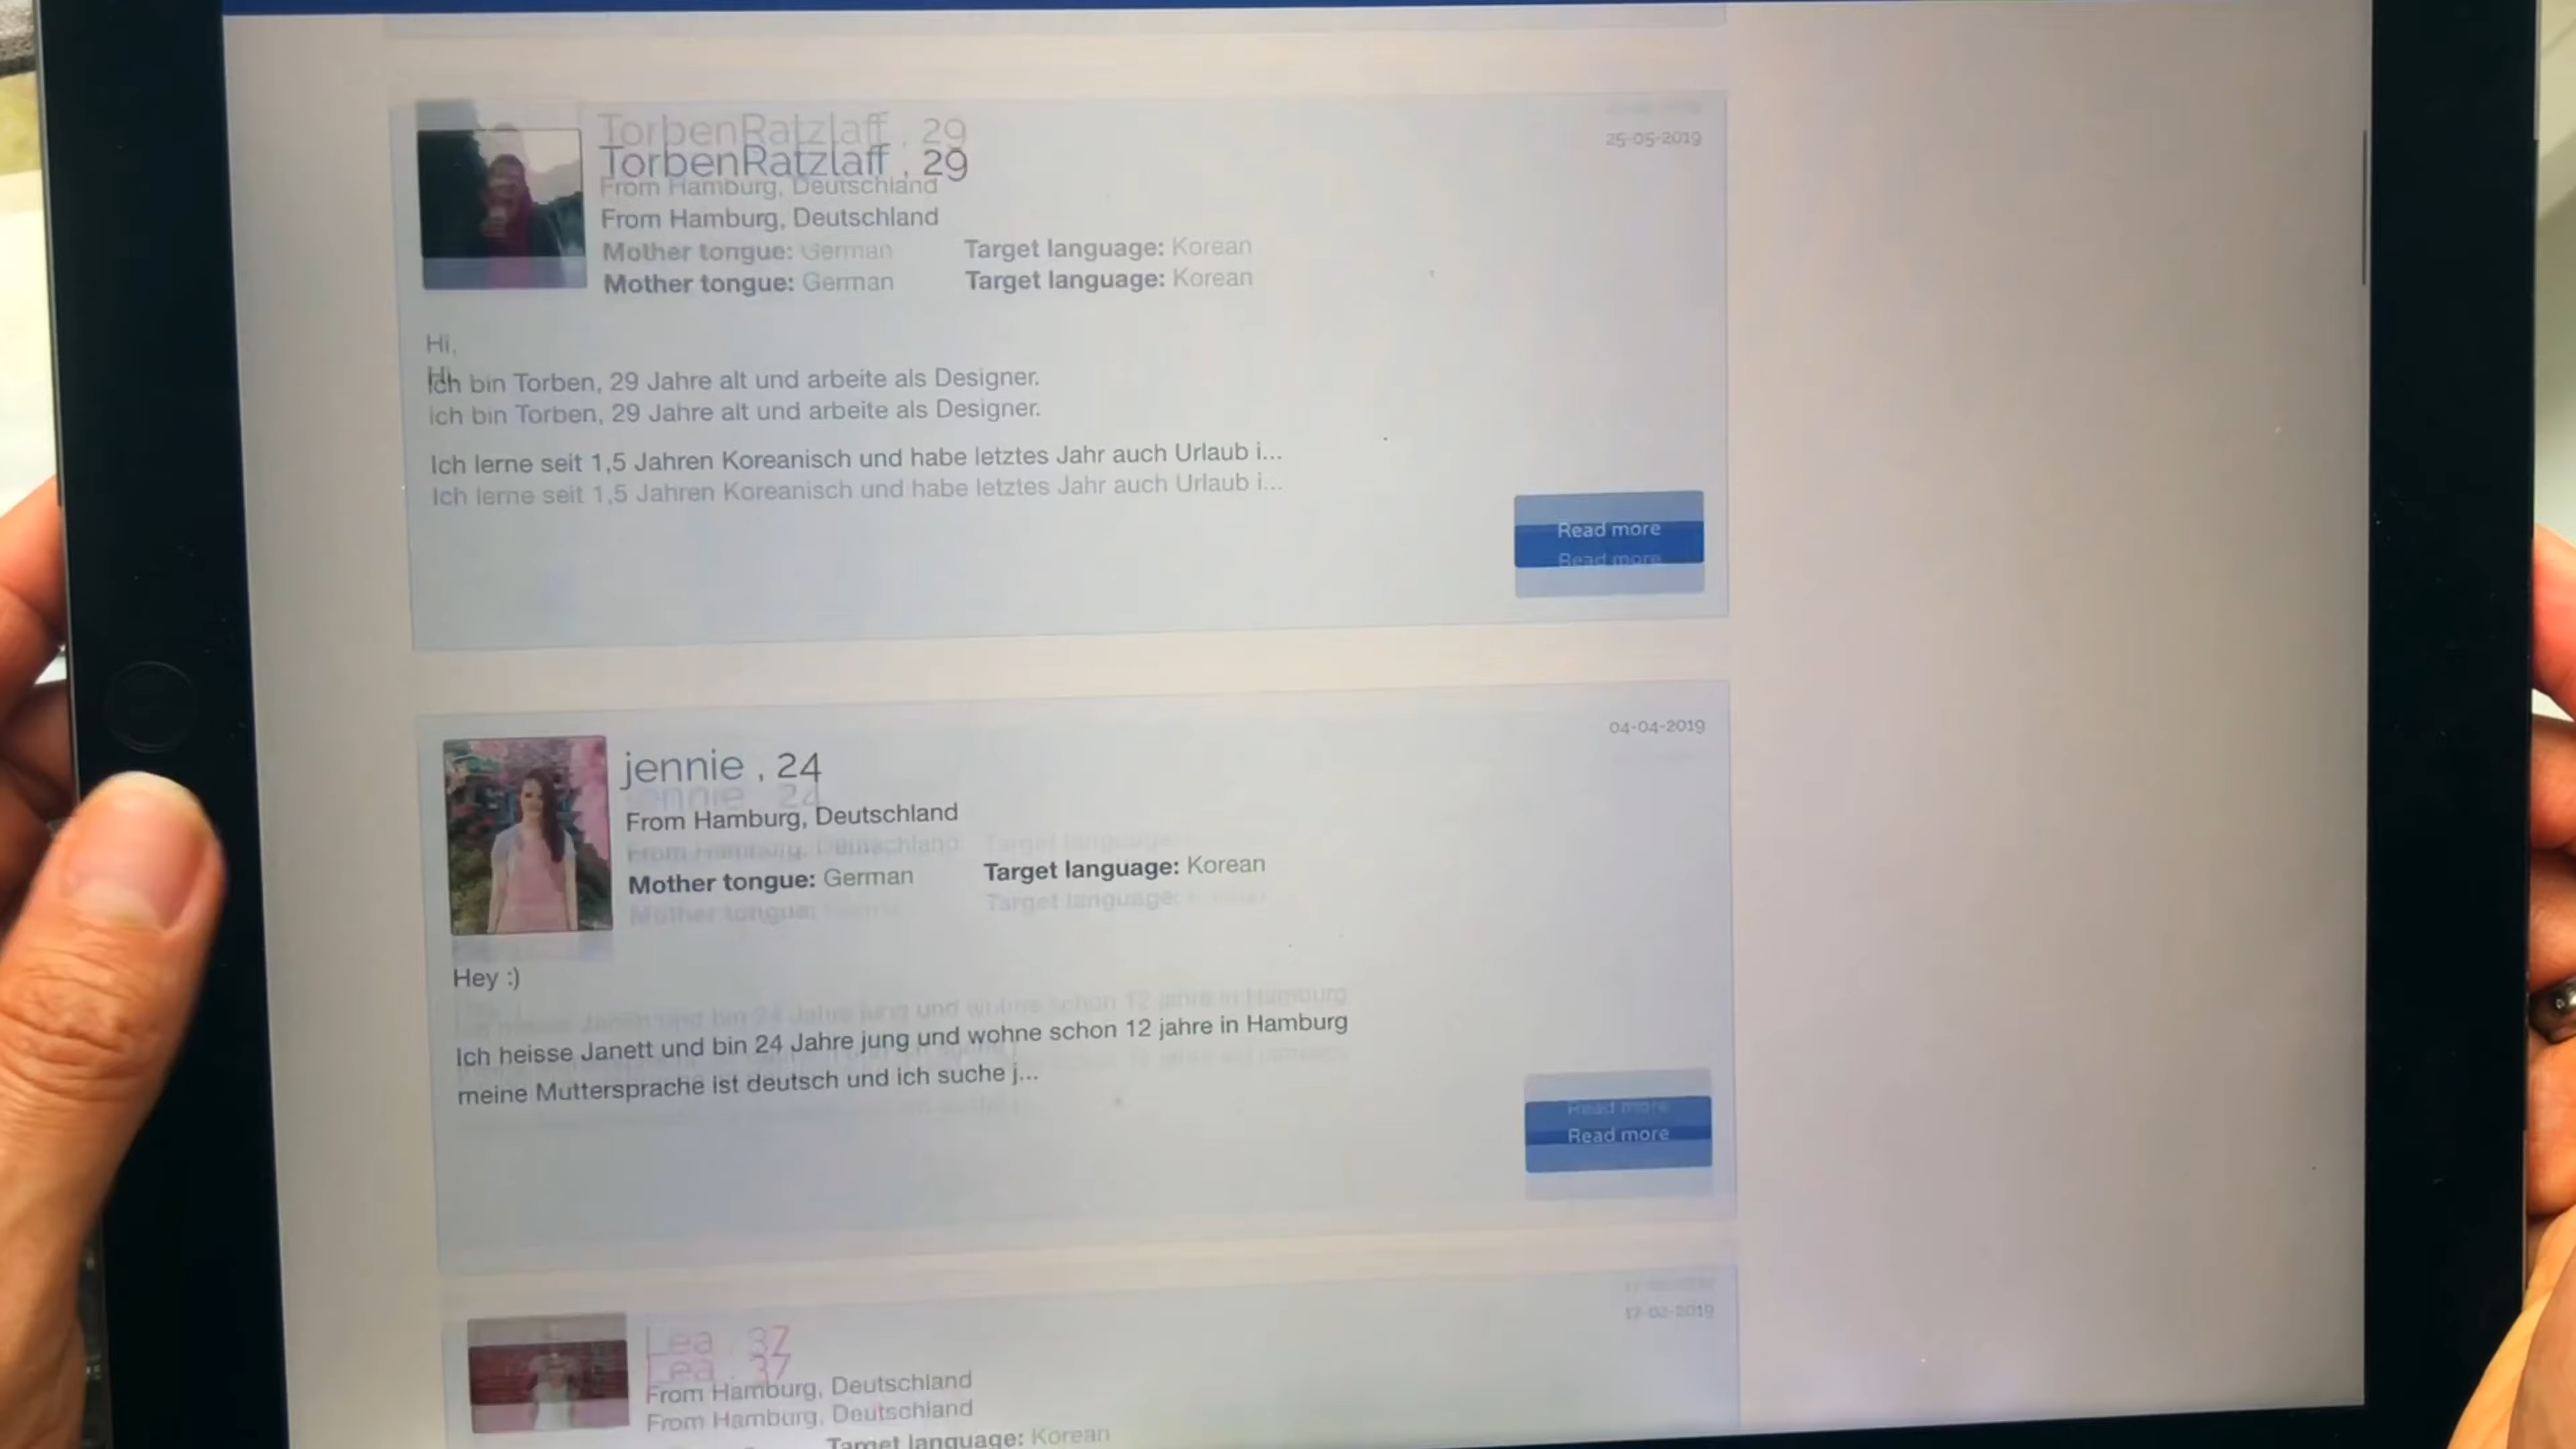 TorbenRatzlaff , 29
25-05-2019
From Hamburg, Deutschland
Mother tongue: German
Target language: Korean
Hi,
Ich bin Torben, 29 Jahre alt und arbeite als Designer.
Ich lerne seit 1,5 Jahren Koreanisch und habe letztes Jahr auch Urlaub i...
Read more
jennie , 24
04-04-2019
From Hamburg, Deutschland
Mother tongue: German
Target language: Korean
Hey :)
Ich heisse Janett und bin 24 Jahre jung und wohne schon 12 jahre in Hamburg
meine Muttersprache ist deutsch und ich suche j...
Read more
Lea , 37
17-02-2019
From Hamburg, Deutschland
Target language: Korean